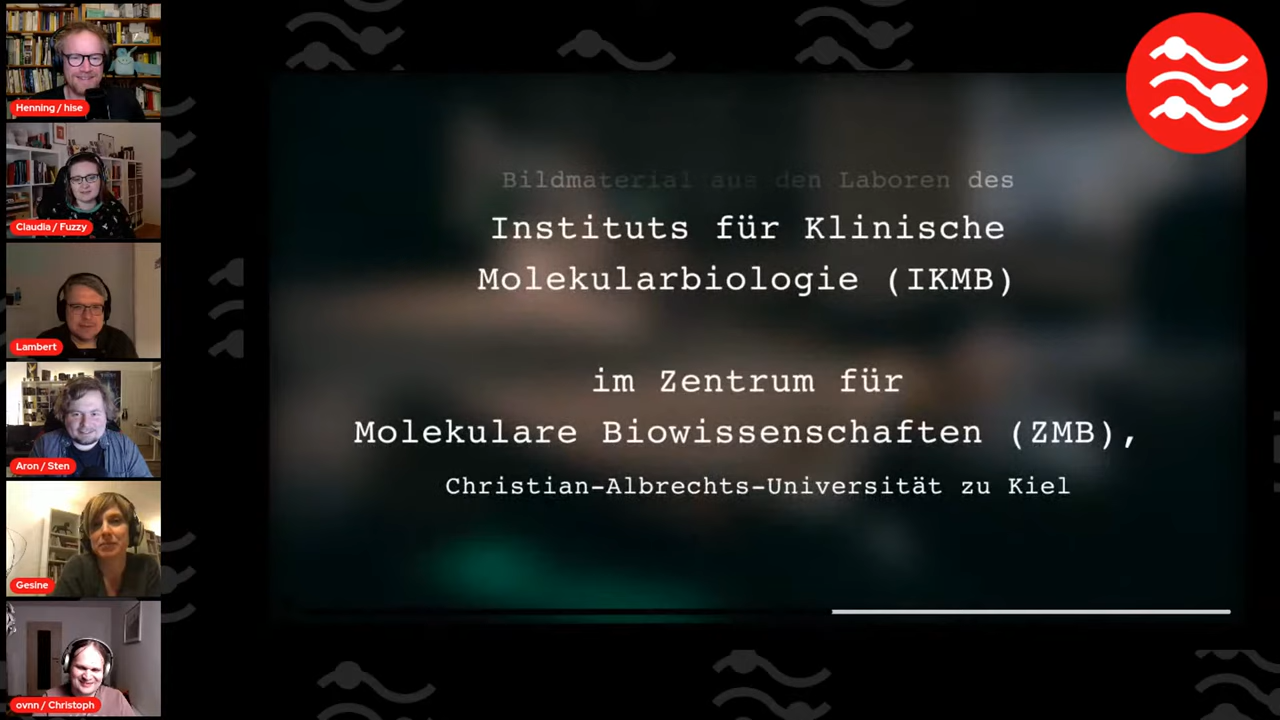 Henning / hise
Claudia / Fuzzy
Lambert
Aron / Sten
Gesine
ovnn / Christoph
Bildmaterial aus den Laboren des
Instituts für Klinische
Molekularbiologie (IKMB)
im Zentrum für
Molekulare Biowissenschaften (ZMB),
Christian-Albrechts-Universität zu Kiel